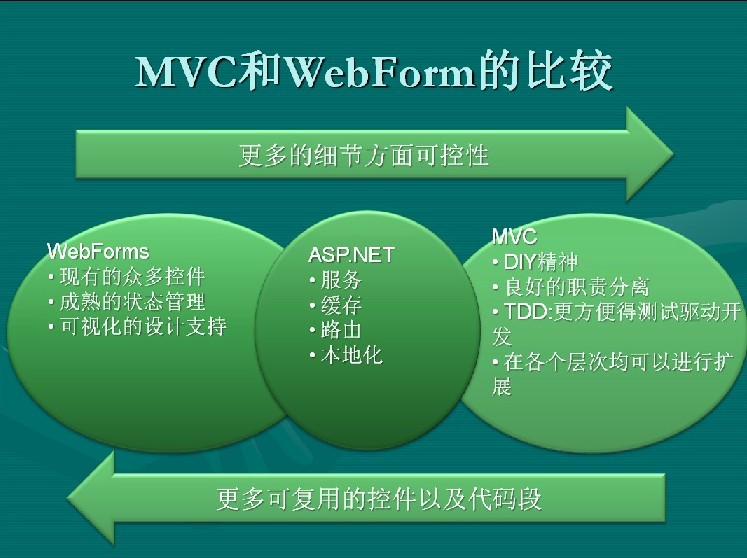 MVC和WebForm的比较
更多的细节方面可控性
WebForms
• 现有的众多控件
• 成熟的状态管理
• 可视化的设计支持
ASP.NET
• 服务
• 缓存
• 路由
• 本地化
MVC
• DIY精神
• 良好的职责分离
• TDD:更方便得测试驱动开
发
• 在各个层次均可以进行扩
展
更多可复用的控件以及代码段